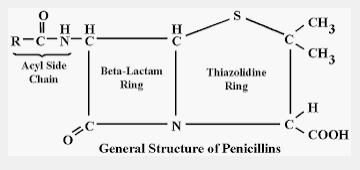 O
S
CH3
R-C-N-C
H H
H
C
C
CH3
Acyl Side
Chain
Beta-Lactam
Ring
Thiazolidine
Ring
H
O=C
N
C
COOH
General Structure of Penicillins